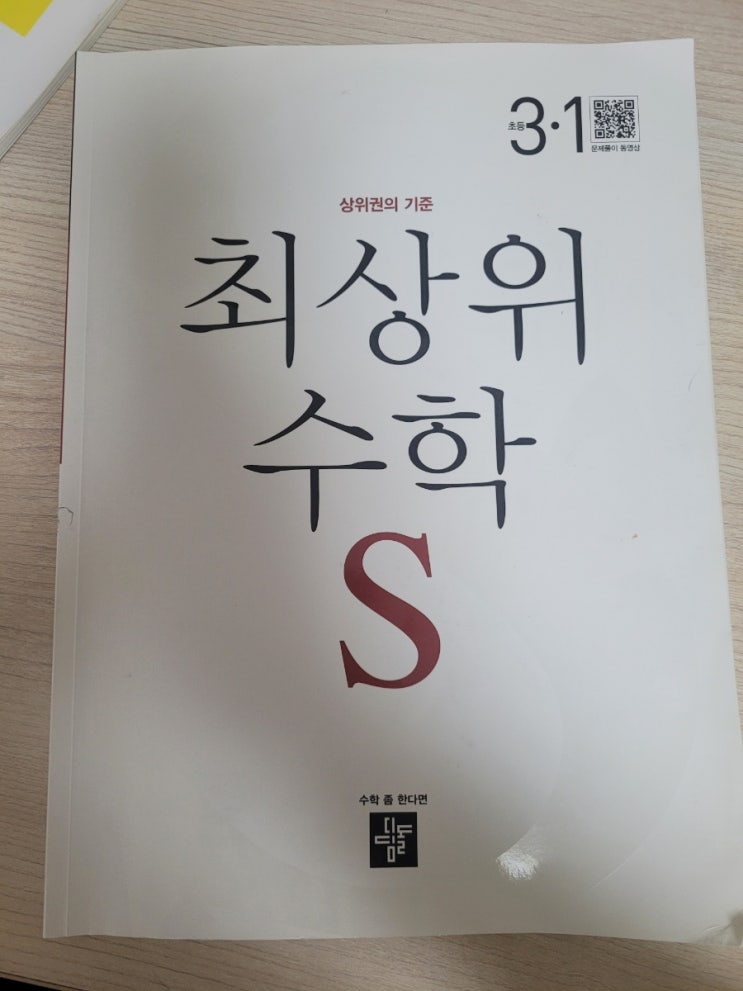 초등 3·1
문제풀이 동영상
상위권의 기준
최상위
수학
S
수학 좀 한다면
디딤돌